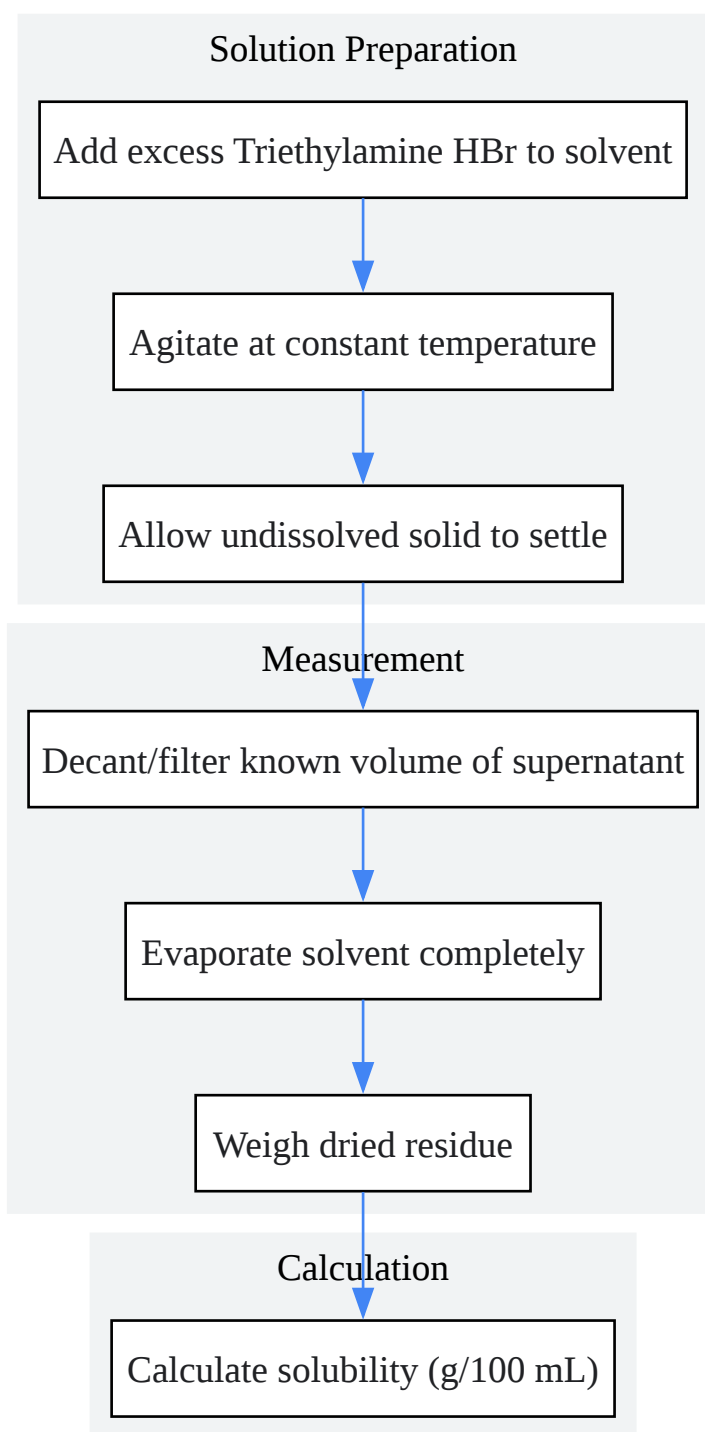 Solution Preparation
Add excess Triethylamine HBr to solvent
Agitate at constant temperature
Allow undissolved solid to settle
Measurement
Decant/filter known volume of supernatant
Evaporate solvent completely
Weigh dried residue
Calculation
Calculate solubility (g/100 mL)